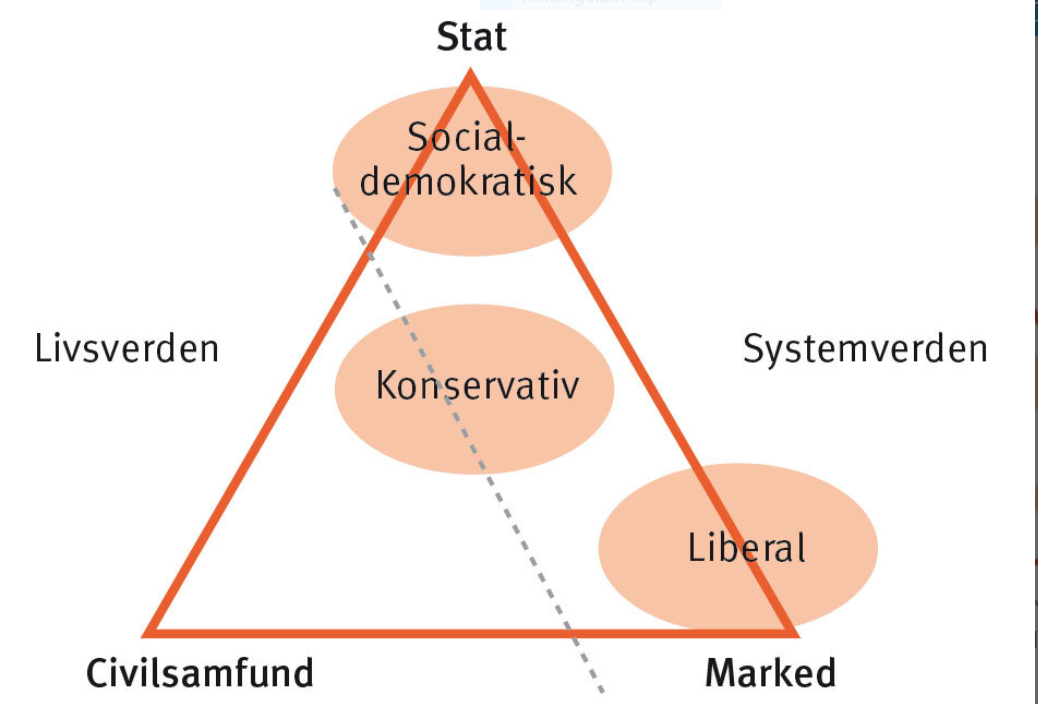 Stat
Social-
demokratisk
Livsverden
Systemverden
Konservativ
Liberal
Civilsamfund
Marked